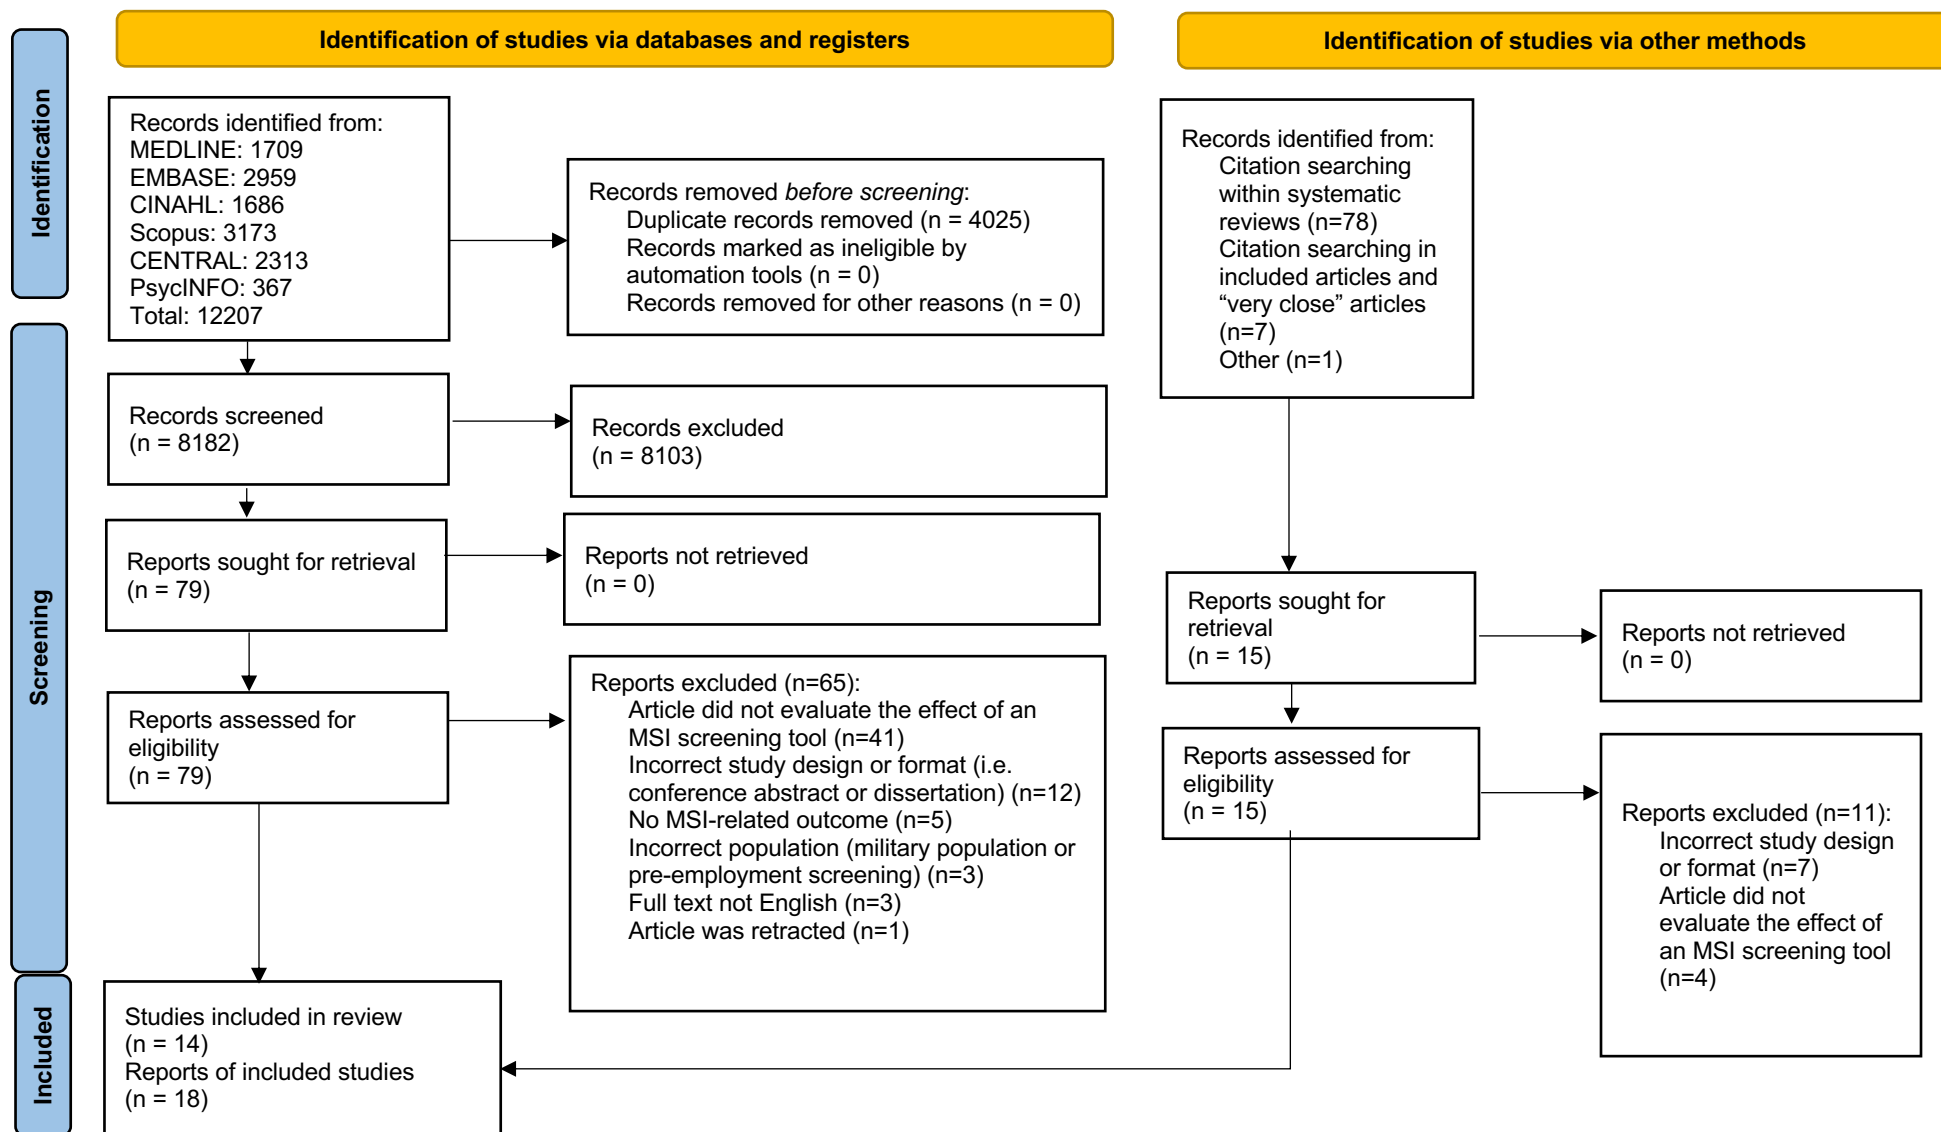 Identification of studies via databases and registers
Identification of studies via other methods
Identification
Records identified from:
MEDLINE: 1709
EMBASE: 2959
CINAHL: 1686
Scopus: 3173
CENTRAL: 2313
PsycINFO: 367
Total: 12207
Records removed before screening:
Duplicate records removed (n = 4025)
Records marked as ineligible by
automation tools (n = 0)
Records removed for other reasons (n = 0)
Records identified from:
Citation searching
within systematic
reviews (n=78)
Citation searching in
included articles and
“very close” articles
(n=7)
Other (n=1)
Screening
Records screened
(n = 8182)
Records excluded
(n = 8103)
Reports sought for retrieval
(n = 79)
Reports not retrieved
(n = 0)
Reports sought for
retrieval
(n = 15)
Reports not retrieved
(n = 0)
Reports assessed for
eligibility
(n = 79)
Reports excluded (n=65):
Article did not evaluate the effect of an
MSI screening tool (n=41)
Incorrect study design or format (i.e.
conference abstract or dissertation) (n=12)
No MSI-related outcome (n=5)
Incorrect population (military population or
pre-employment screening) (n=3)
Full text not English (n=3)
Article was retracted (n=1)
Reports assessed for
eligibility
(n = 15)
Reports excluded (n=11):
Incorrect study design
or format (n=7)
Article did not
evaluate the effect of
an MSI screening tool
(n=4)
Included
Studies included in review
(n = 14)
Reports of included studies
(n = 18)